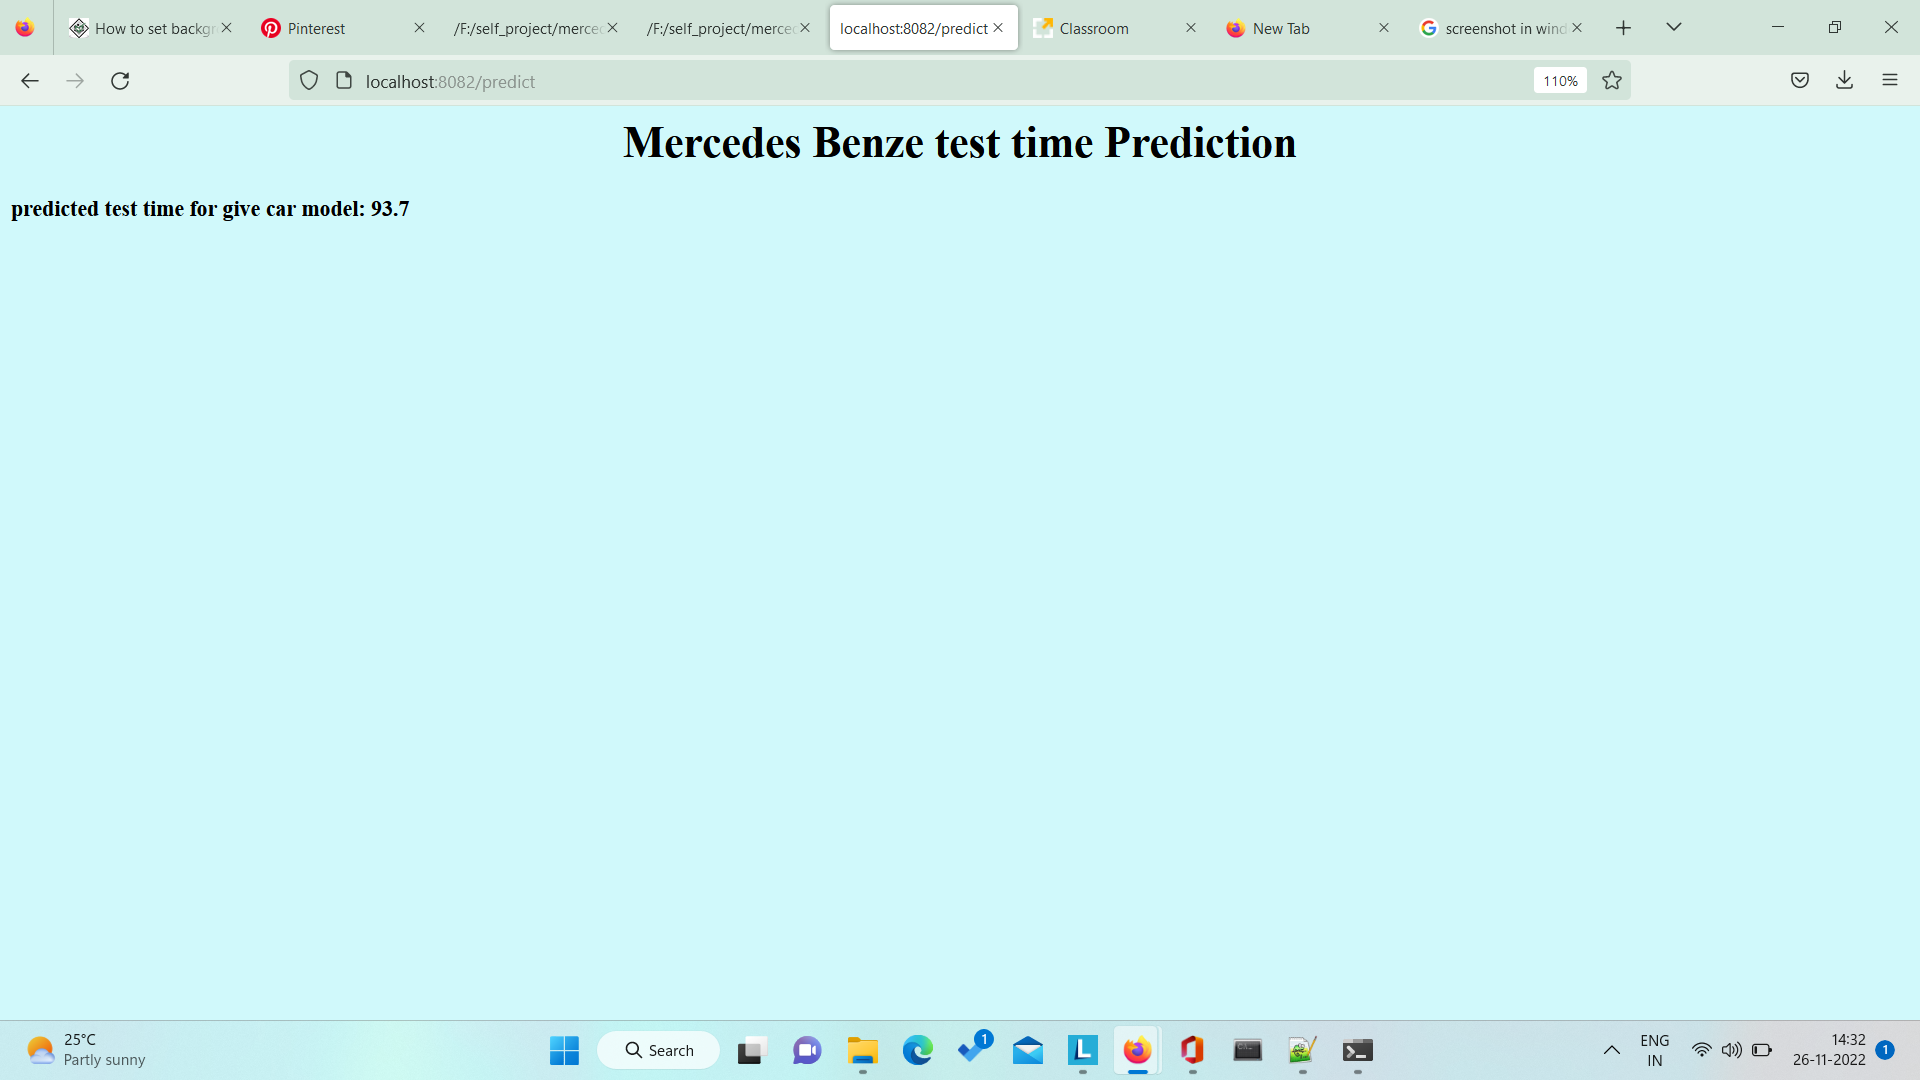 How to set backgr
Pinterest
/F:/self_project/merced
/F:/self_project/merced
localhost:8082/predict
Classroom
New Tab
screenshot in wind
localhost:8082/predict
110%
Mercedes Benze test time Prediction
predicted test time for give car model: 93.7
25°C
Partly sunny
Search
1
L
ENG
IN
14:32
26-11-2022
1